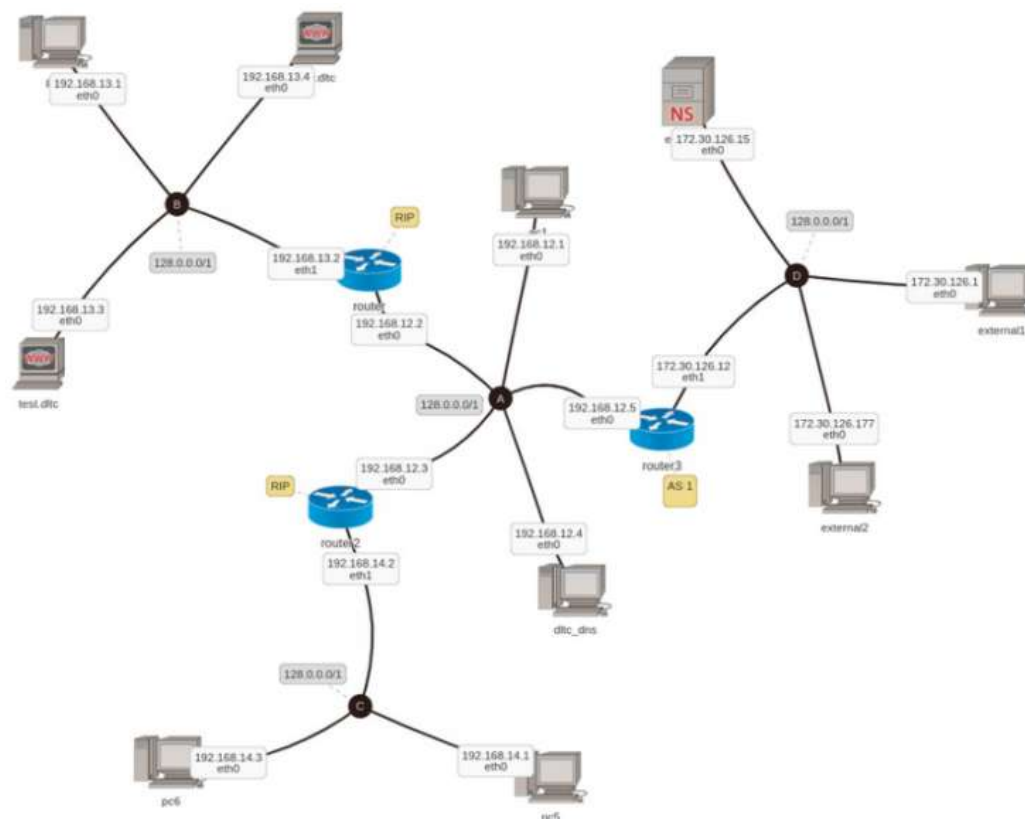 192.168.13.1
eth0
WWW
192.168.13.4
eth0
.dltc
NS
172.30.126.15
eth0
B
128.0.0.0/1
RIP
192.168.13.2
eth1
router
192.168.12.1
eth0
128.0.0.0/1
D
172.30.126.1
eth0
external1
192.168.13.3
eth0
WWW
test.dltc
192.168.12.2
eth0
128.0.0.0/1
A
192.168.12.5
eth0
172.30.126.12
eth1
router3
AS 1
172.30.126.177
eth0
external2
RIP
192.168.12.3
eth0
router2
192.168.14.2
eth1
192.168.12.4
eth0
dltc_dns
128.0.0.0/1
C
192.168.14.3
eth0
pc6
192.168.14.1
eth0
pc5